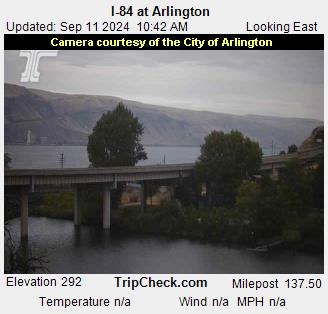 I-84 at Arlington
Updated: Sep 11 2024 10:42 AM Looking East
Camera courtesy of the City of Arlington
Elevation 292 TripCheck.com Milepost 137.50
Temperature n/a Wind n/a MPH n/a